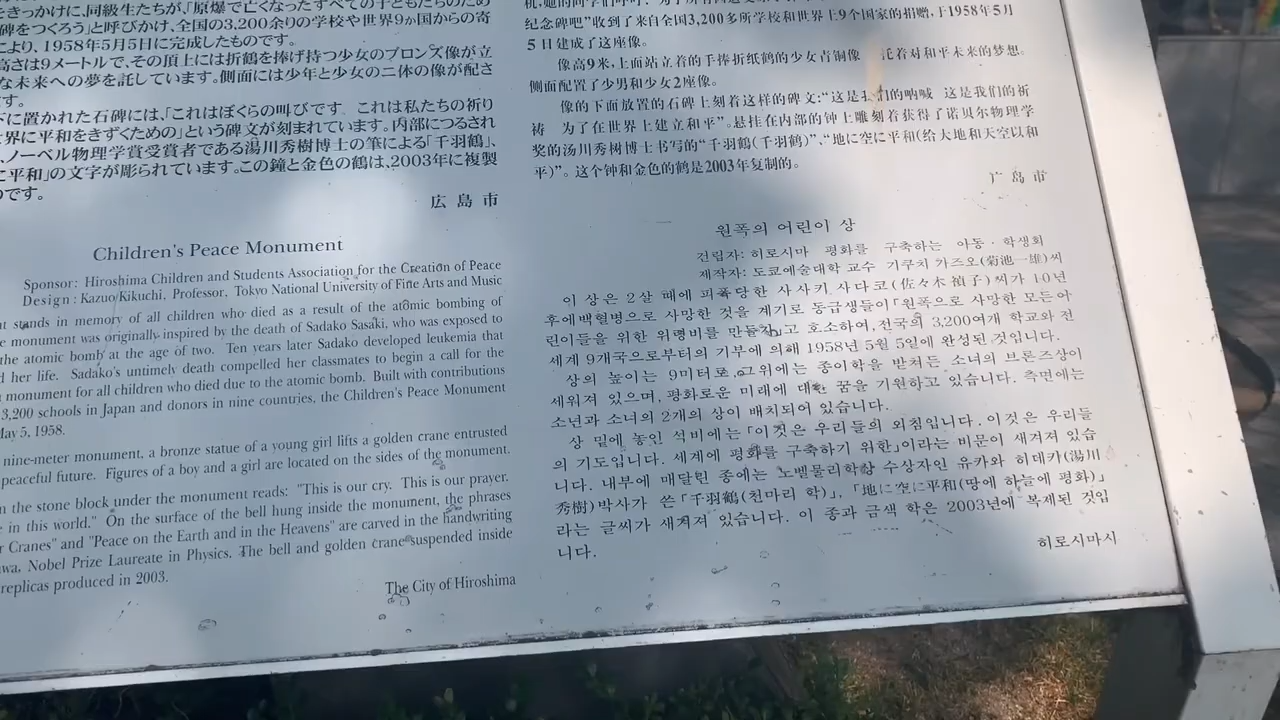 きっかけに、同級生たちが、「原爆で亡くなったすべての子どもたちのため
碑をつくろう」と呼びかけ、全国の3,200余りの学校や世界9か国からの寄
により、1958年5月5日に完成したものです。
高さは9メートルで、その頂上には折鶴を捧げ持つ少女のブロンズ像が立
な未来への夢を託しています。側面には少年と少女の二体の像が配さ
す。
下に置かれた石碑には、「これはぼくらの叫びです これは私たちの祈り
世界に平和をきずくための」という碑文が刻まれています。内部につるされ
、ノーベル物理学賞受賞者である湯川秀樹博士の筆による「千羽鶴」、
に平和」の文字が彫られています。この鐘と金色の鶴は、2003年に複製
のです。
広島市
纪念碑吧”收到了来自全国3,200多所学校和世界上9个国家的捐赠,于1958年5月
5日建成了这座像。
像高9米,上面站立着的手捧折纸鹤的少女青铜像 托着对和平未来的梦想。
侧面配置了少男和少女2座像。
像的下面放置的石碑上刻着这样的碑文:“这是我们的呐喊 这是我们的祈
祷 为了在世界上建立和平”。悬挂在内部的钟上雕刻着获得了诺贝尔物理学
奖的汤川秀树博士书写的“千羽鹤(千羽鹤)”,“地に空に平和(给大地和天空以和
平)”。这个钟和金色的鹤是2003年复制的。
广岛市
Children's Peace Monument
Sponsor: Hiroshima Children and Students Association for the Creation of Peace
Design : Kazuo Kikuchi, Professor, Tokyo National University of Fine Arts and Music
stands in memory of all children who died as a result of the atomic bombing of
monument was originally inspired by the death of Sadako Sasaki, who was exposed to
the atomic bomb at the age of two. Ten years later Sadako developed leukemia that
her life. Sadako's untimely death compelled her classmates to begin a call for the
monument for all children who died due to the atomic bomb. Built with contributions
3,200 schools in Japan and donors in nine countries, the Children's Peace Monument
May 5, 1958.
nine-meter monument, a bronze statue of a young girl lifts a golden crane entrusted
peaceful future. Figures of a boy and a girl are located on the sides of the monument.
n the stone block under the monument reads: "This is our cry. This is our prayer.
in this world." On the surface of the bell hung inside the monument, the phrases
Cranes" and "Peace on the Earth and in the Heavens" are carved in the handwriting
wa, Nobel Prize Laureate in Physics. The bell and golden crane suspended inside
replicas produced in 2003.
The City of Hiroshima
원폭의 어린이 상
건립자: 히로시마 평화를 구축하는 아동·학생회
제작자: 도쿄예술대학 교수 기쿠치 가즈오(菊池一雄)씨
이 상은 2살 때에 피폭당한 사사키 사다코(佐々木 禎子)씨가 10년
후에 백혈병으로 사망한 것을 계기로 동급생들이「원폭으로 사망한 모든 어
린이들을 위한 위령비를 만들자」고 호소하여, 전국의 3,200여개 학교와 전
세계 9개국으로부터의 기부에 의해 1958년 5월 5일에 완성된 것입니다.
상의 높이는 9미터로, 그 위에는 종이학을 받쳐든 소녀의 브론즈상이
세워져 있으며, 평화로운 미래에 대한 꿈을 기원하고 있습니다. 측면에는
소년과 소녀의 2개의 상이 배치되어 있습니다.
상 밑에 놓인 석비에는「이것은 우리들의 외침입니다. 이것은 우리들
의 기도입니다. 세계에 평화를 구축하기 위한」이라는 비문이 새겨져 있습
니다. 내부에 매달린 종에는 노벨물리학상 수상자인 유카와 히데카(湯川
秀樹)박사가 쓴「千羽鶴(천마리 학)」,「地に空に平和(땅에 하늘에 평화)」
라는 글씨가 새겨져 있습니다. 이 종과 금색 학은 2003년에 복제된 것입
니다.
히로시마시